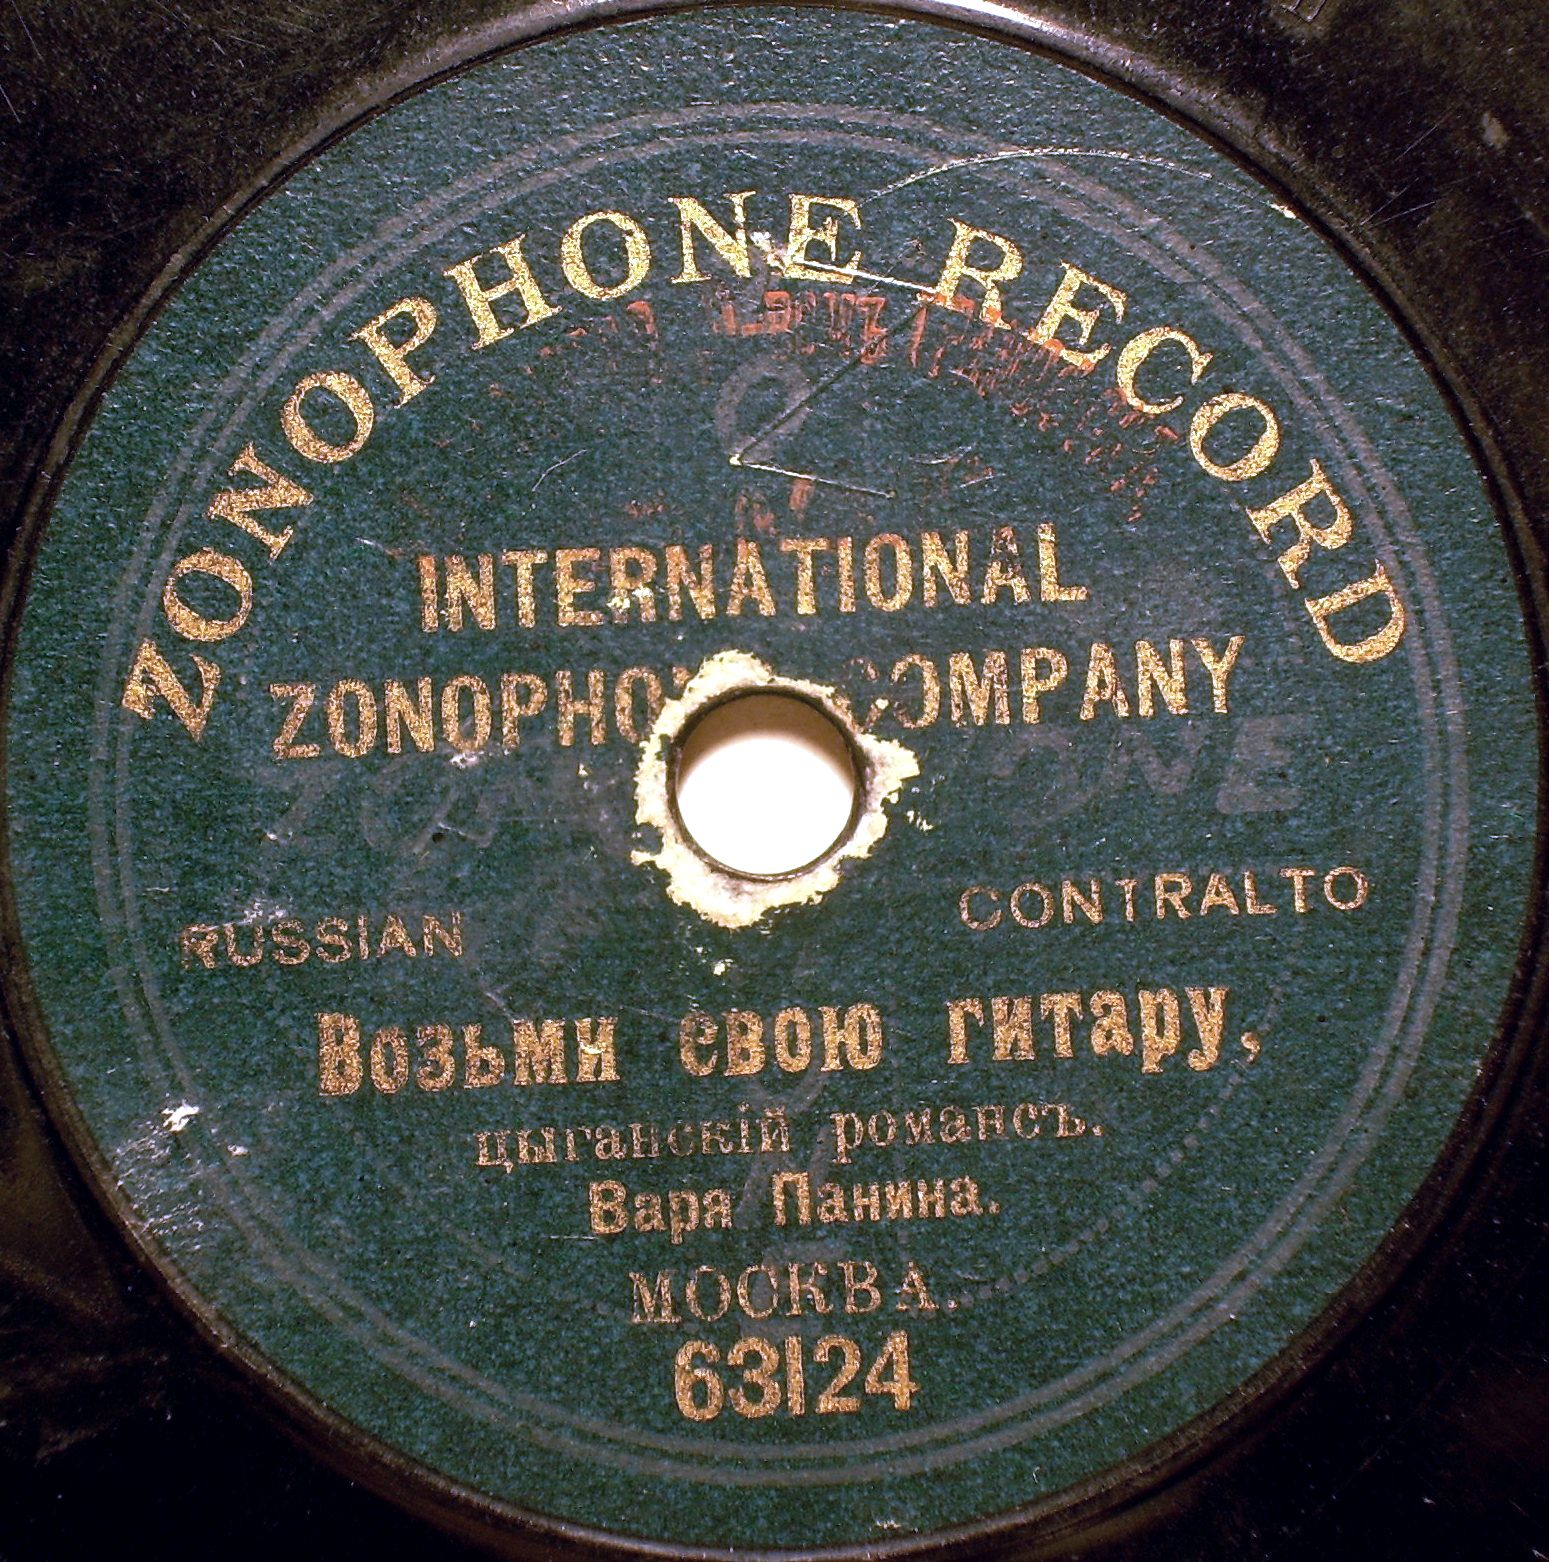 ZONOPHONE RECORD
INTERNATIONAL
ZONOPHONE COMPANY
RUSSIAN CONTRALTO
Возьми свою гитару,
цыганскій романсъ.
Варя Панина.
МОСКВА.
63124